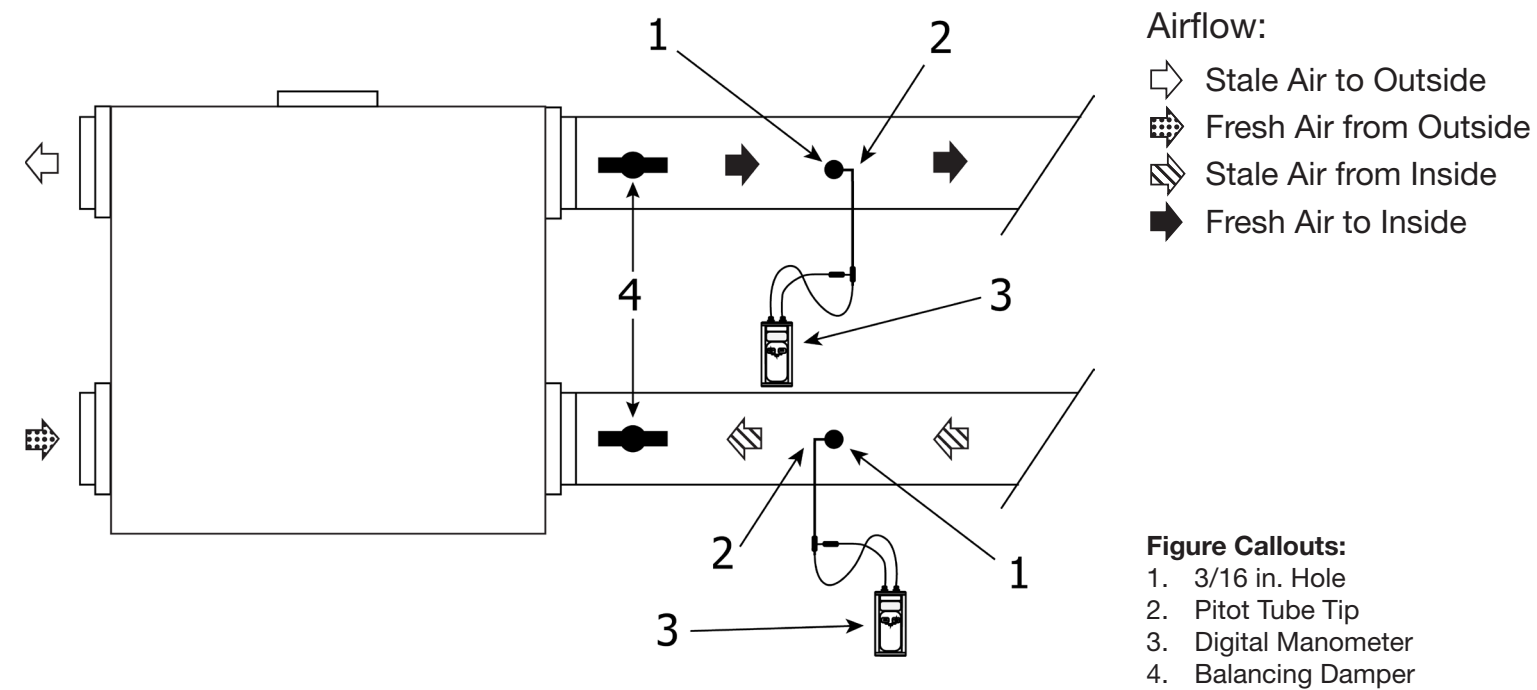 1
2
Airflow:
Stale Air to Outside
Fresh Air from Outside
Stale Air from Inside
Fresh Air to Inside
4
3
2
1
3
Figure Callouts:
1. 3/16 in. Hole
2. Pitot Tube Tip
3. Digital Manometer
4. Balancing Damper